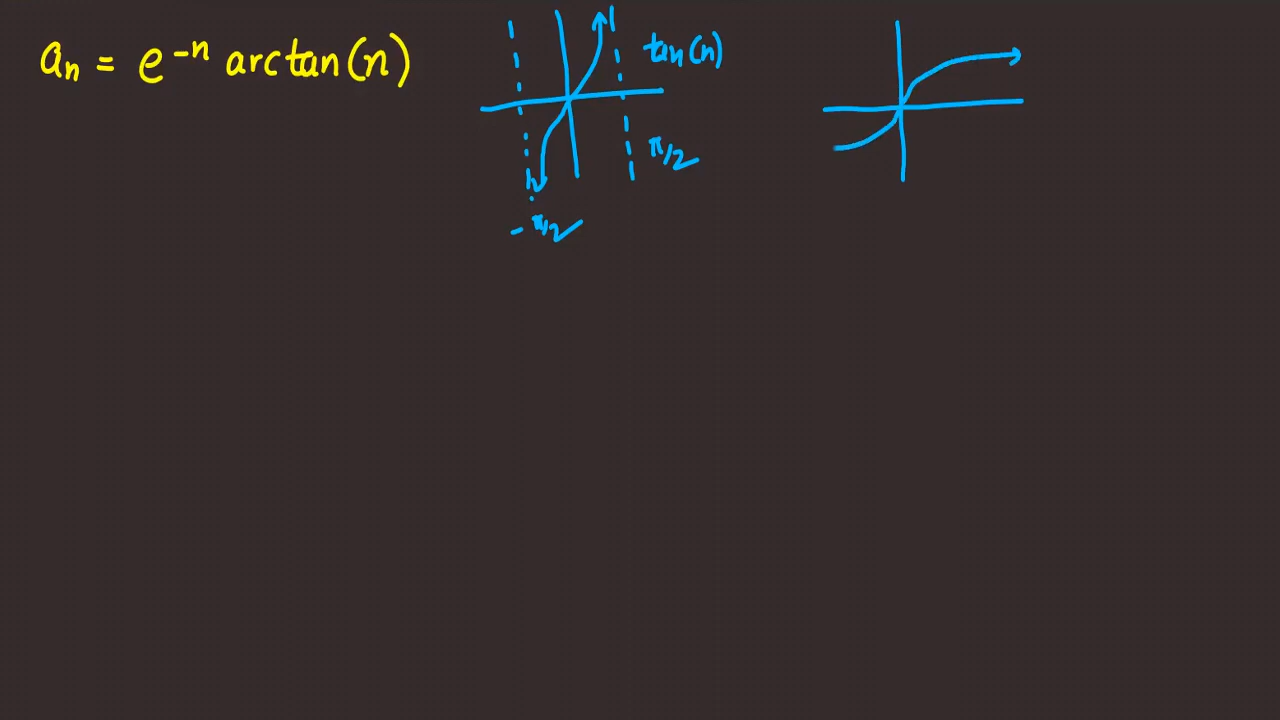 aₙ = e⁻ⁿ arctan(n)
tan(n)
π/2
-π/2